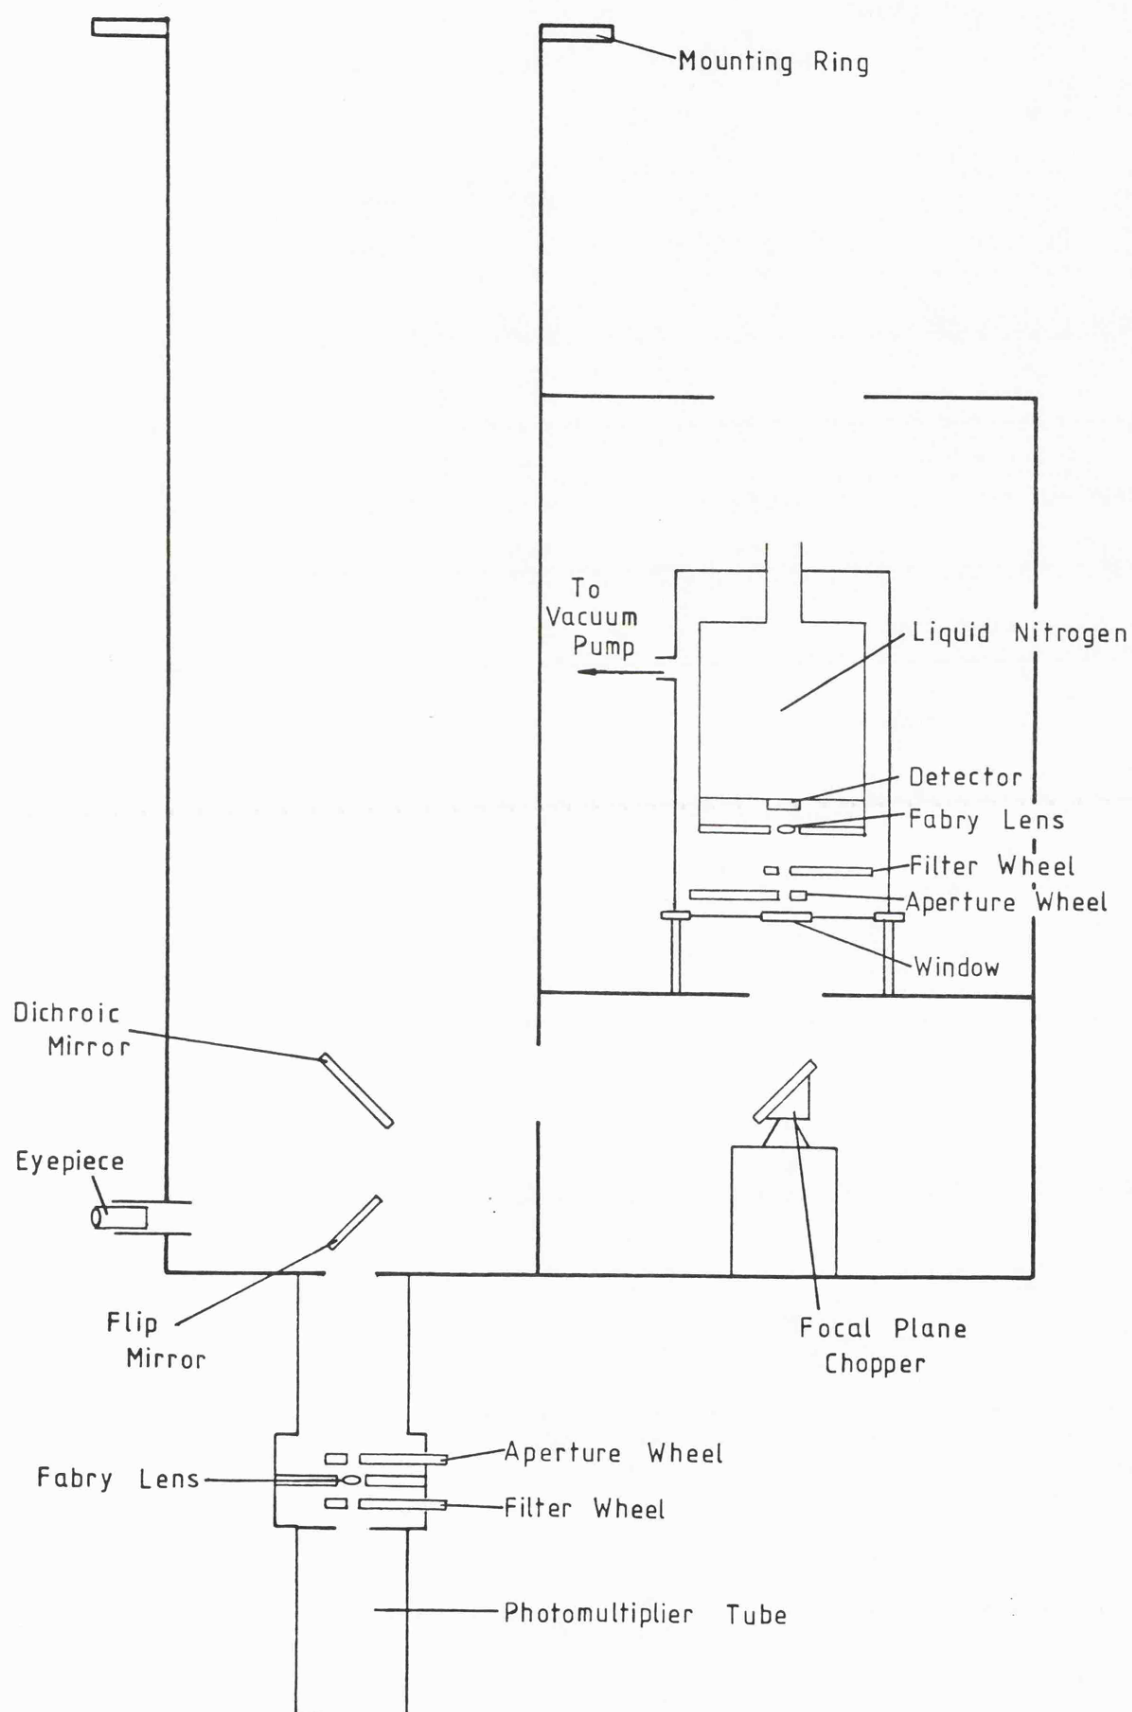 Mounting Ring
To
Vacuum
Pump
Liquid Nitrogen
Detector
Fabry Lens
Filter Wheel
Aperture Wheel
Window
Dichroic
Mirror
Eyepiece
Flip
Mirror
Focal Plane
Chopper
Aperture Wheel
Fabry Lens
Filter Wheel
Photomultiplier Tube